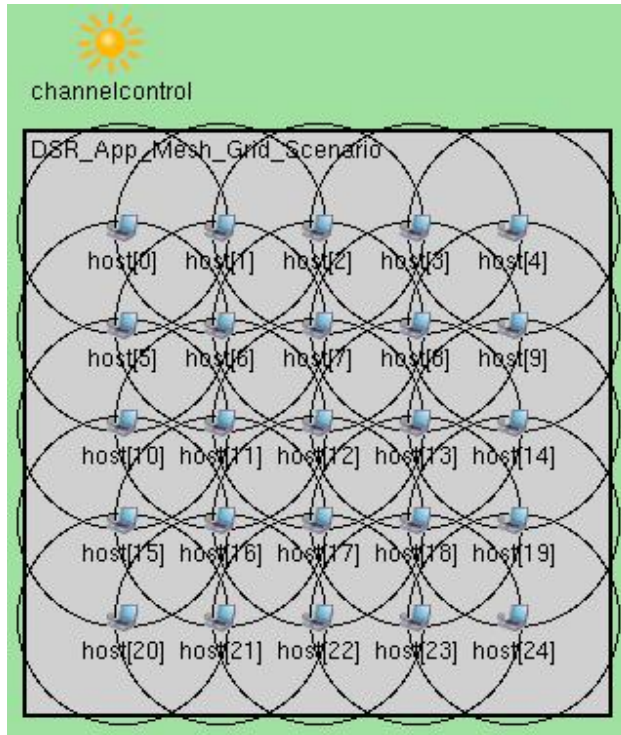 channelcontrol
DSR_App_Mesh_Grid_Scenario
host[0] host[1] host[2] host[3] host[4]
host[5] host[6] host[7] host[8] host[9]
host[10] host[11] host[12] host[13] host[14]
host[15] host[16] host[17] host[18] host[19]
host[20] host[21] host[22] host[23] host[24]